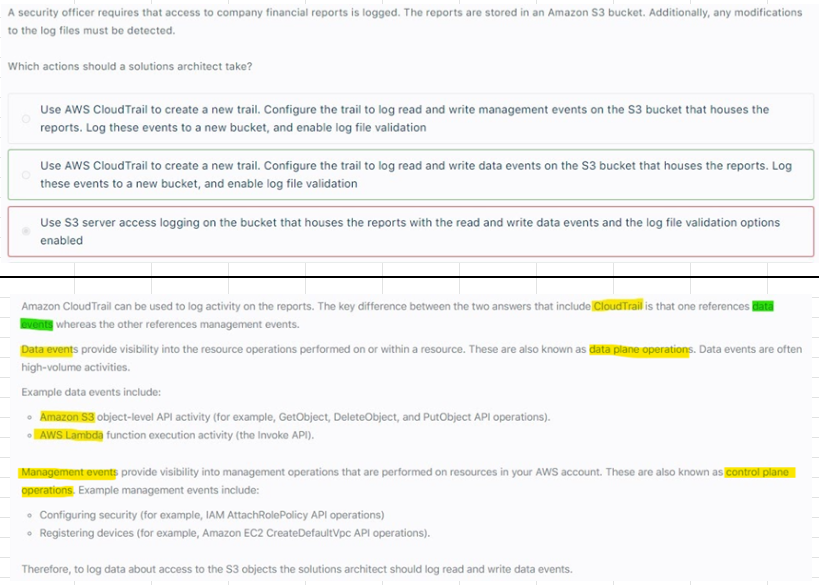 A security officer requires that access to company financial reports is logged. The reports are stored in an Amazon S3 bucket. Additionally, any modifications
to the log files must be detected.
Which actions should a solutions architect take?
Use AWS CloudTrail to create a new trail. Configure the trail to log read and write management events on the S3 bucket that houses the
reports. Log these events to a new bucket, and enable log file validation
Use AWS CloudTrail to create a new trail. Configure the trail to log read and write data events on the S3 bucket that houses the reports. Log
these events to a new bucket, and enable log file validation
Use S3 server access logging on the bucket that houses the reports with the read and write data events and the log file validation options
enabled
Amazon CloudTrail can be used to log activity on the reports. The key difference between the two answers that include CloudTrail is that one references data
events whereas the other references management events.
Data events provide visibility into the resource operations performed on or within a resource. These are also known as data plane operations. Data events are often
high-volume activities.
Example data events include:
Amazon S3 object-level API activity (for example, GetObject, DeleteObject, and PutObject API operations).
AWS Lambda function execution activity (the Invoke API).
Management events provide visibility into management operations that are performed on resources in your AWS account. These are also known as control plane
operations. Example management events include:
Configuring security (for example, IAM AttachRolePolicy API operations)
Registering devices (for example, Amazon EC2 CreateDefaultVpc API operations).
Therefore, to log data about access to the S3 objects the solutions architect should log read and write data events.